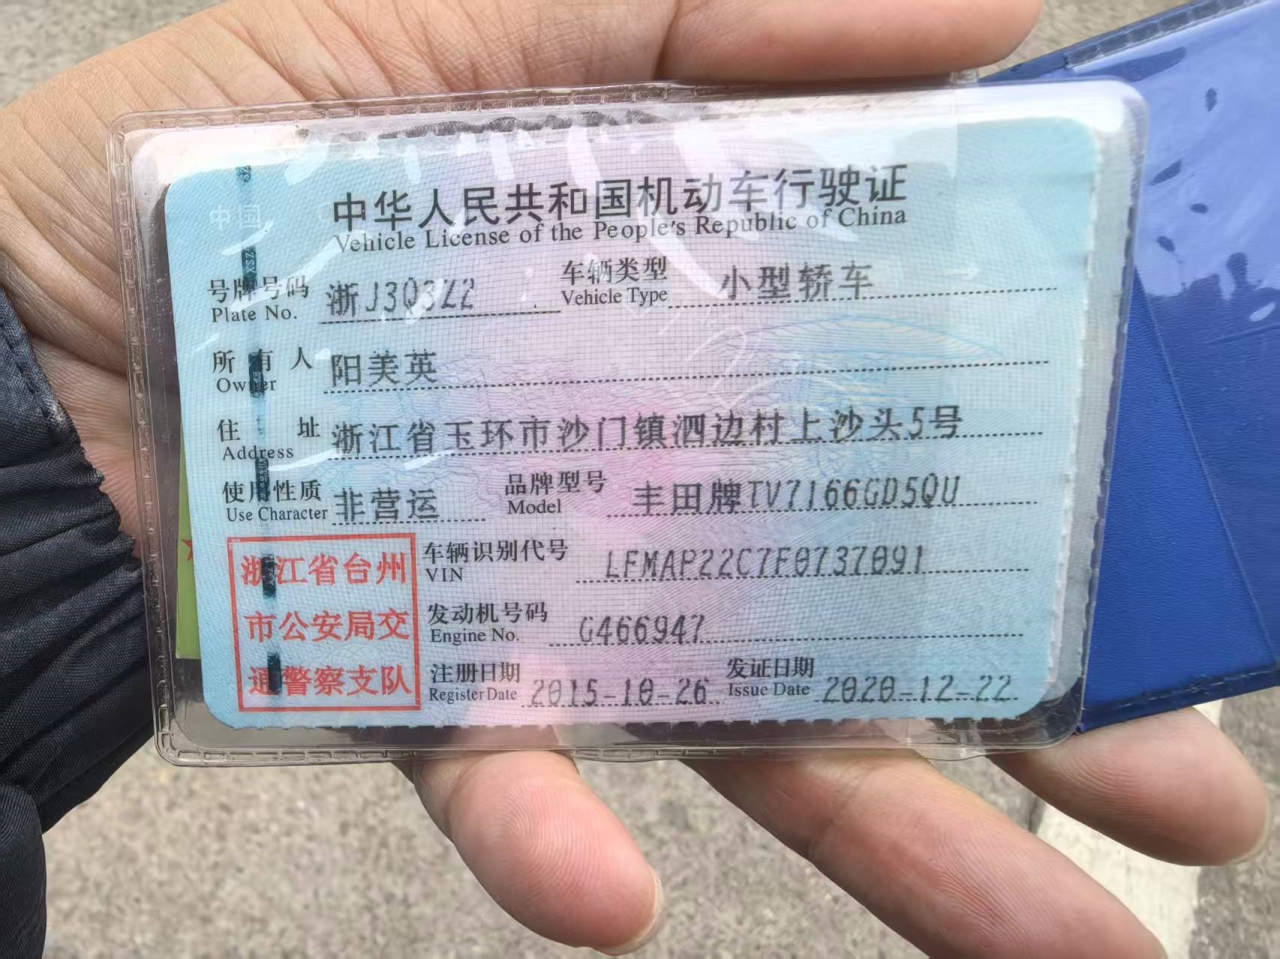 中华人民共和国机动车行驶证
Vehicle License of the People's Republic of China
号牌号码 浙J3Q3Z2 车辆类型 小型轿车
Plate No. Vehicle Type
所有人 阳美英
Owner
住址 浙江省玉环市沙门镇泗边村上沙头5号
Address
使用性质 非营运 品牌型号 丰田牌TV7166GD5QU
Use Character Model
浙江省台州
市公安局交
通警察支队
车辆识别代号 LFMAP22C7F0737091
VIN
发动机号码 G466947
Engine No.
注册日期 2015-10-26 发证日期 2020-12-22
Register Date Issue Date
中国